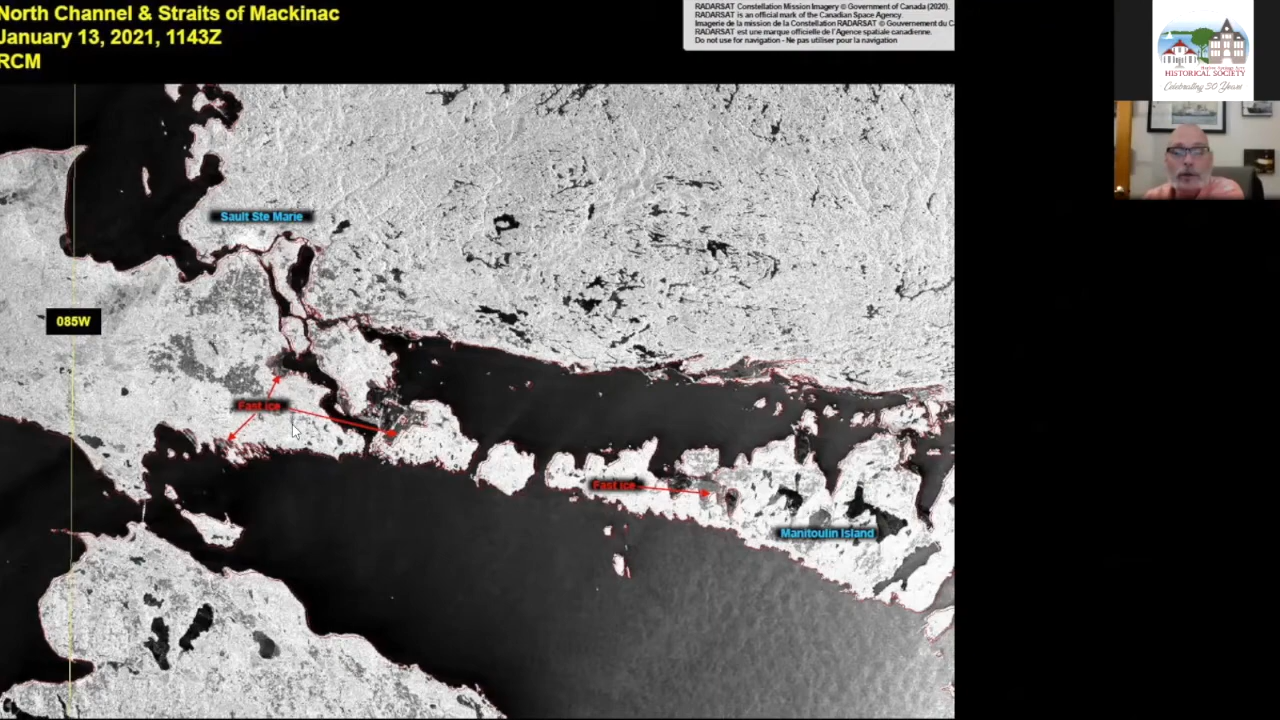 North Channel & Straits of Mackinac
January 13, 2021, 1143Z
RCM
RADARSAT Constellation Mission Imagery © Government of Canada (2020).
RADARSAT is an official mark of the Canadian Space Agency.
Imagerie de la mission de la Constellation RADARSAT © Gouvernement du C
RADARSAT est une marque officielle de l'Agence spatiale canadienne.
Do not use for navigation - Ne pas utiliser pour la navigation
HISTORICAL SOCIETY
Celebrating 50 Years!
Sault Ste Marie
085W
Fast ice
Fast ice
Manitoulin Island